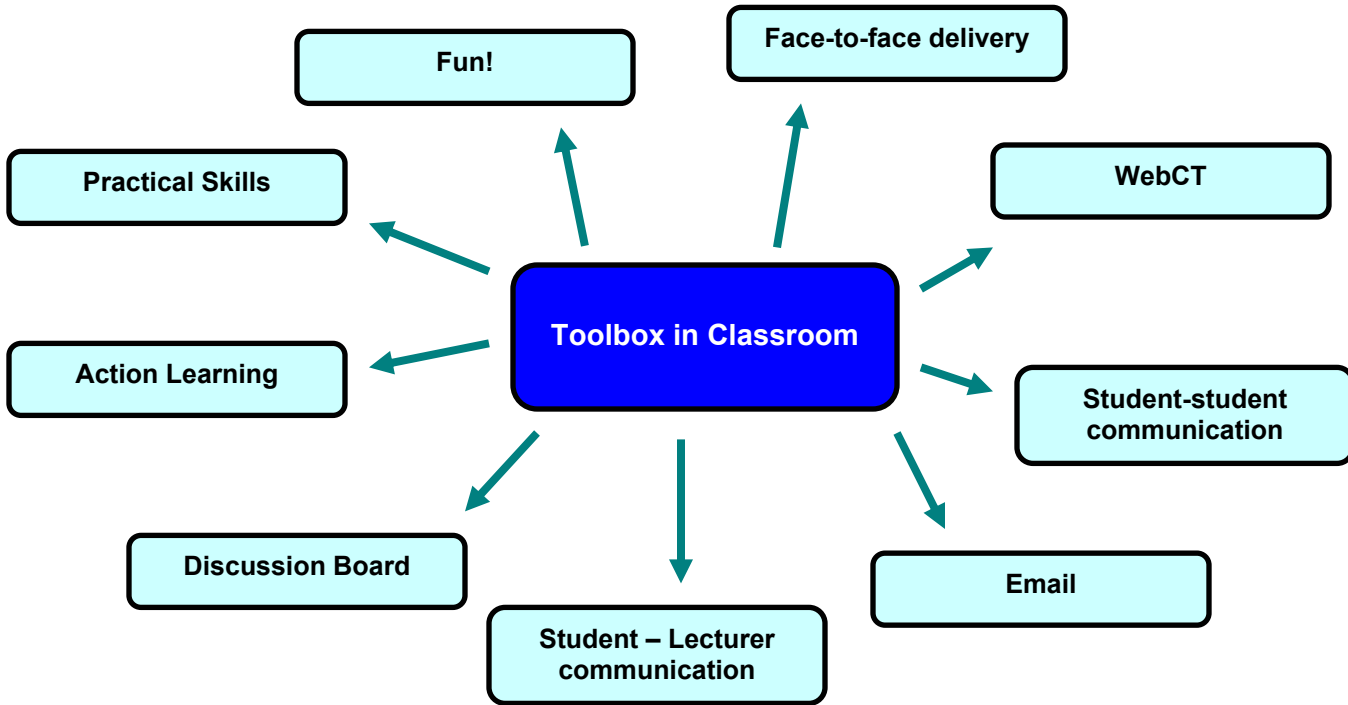 Face-to-face delivery
Fun!
WebCT
Practical Skills
Toolbox in Classroom
Action Learning
Student-student
communication
Discussion Board
Email
Student – Lecturer
communication